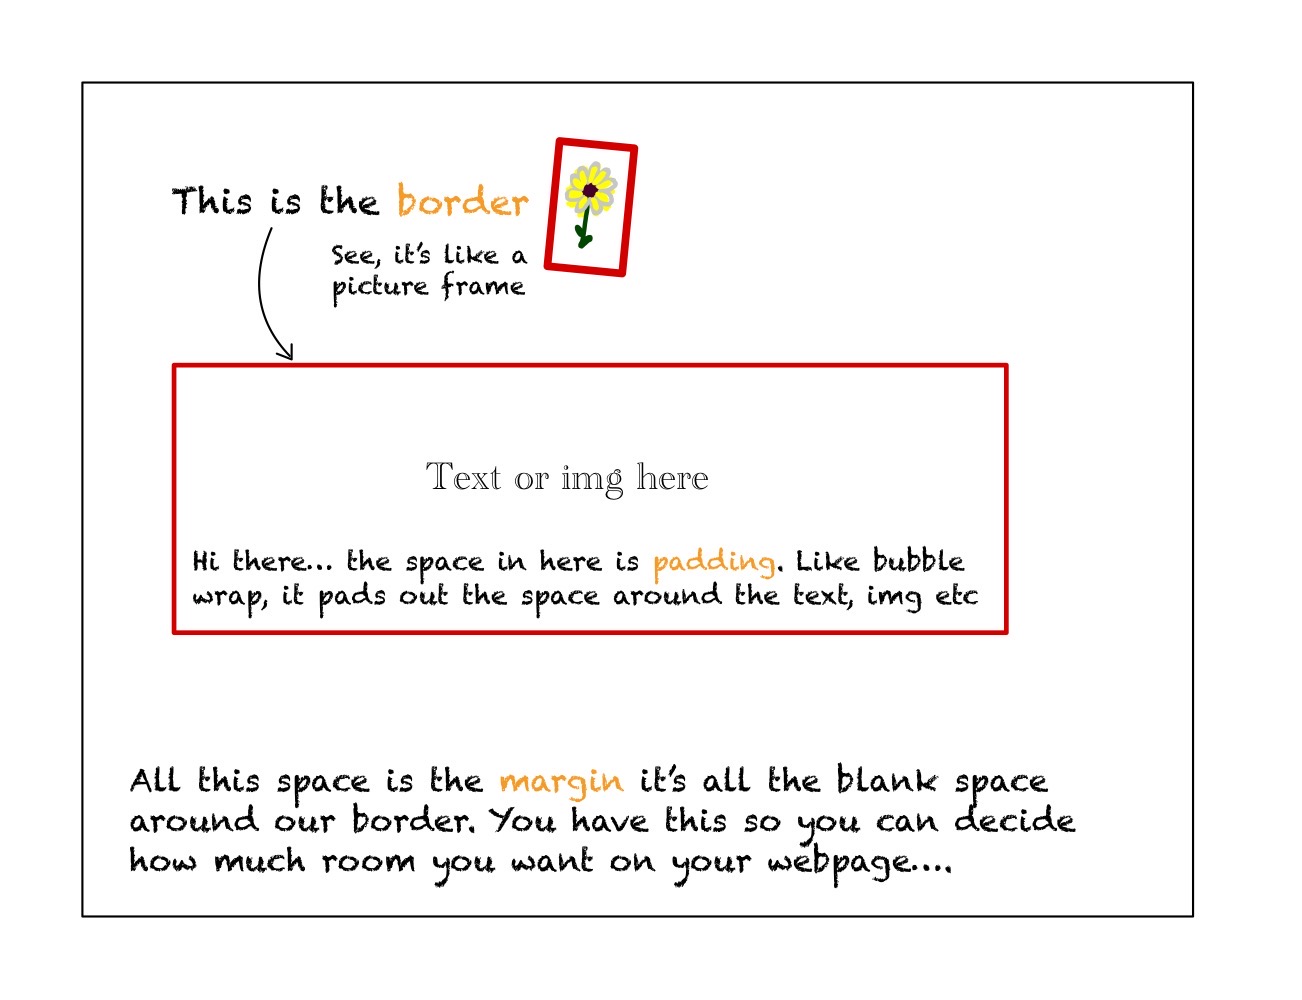 This is the border
See, it's like a
picture frame
Text or img here
Hi there... the space in here is padding. Like bubble
wrap, it pads out the space around the text, img etc
All this space is the margin it's all the blank space
around our border. You have this so you can decide
how much room you want on your webpage....